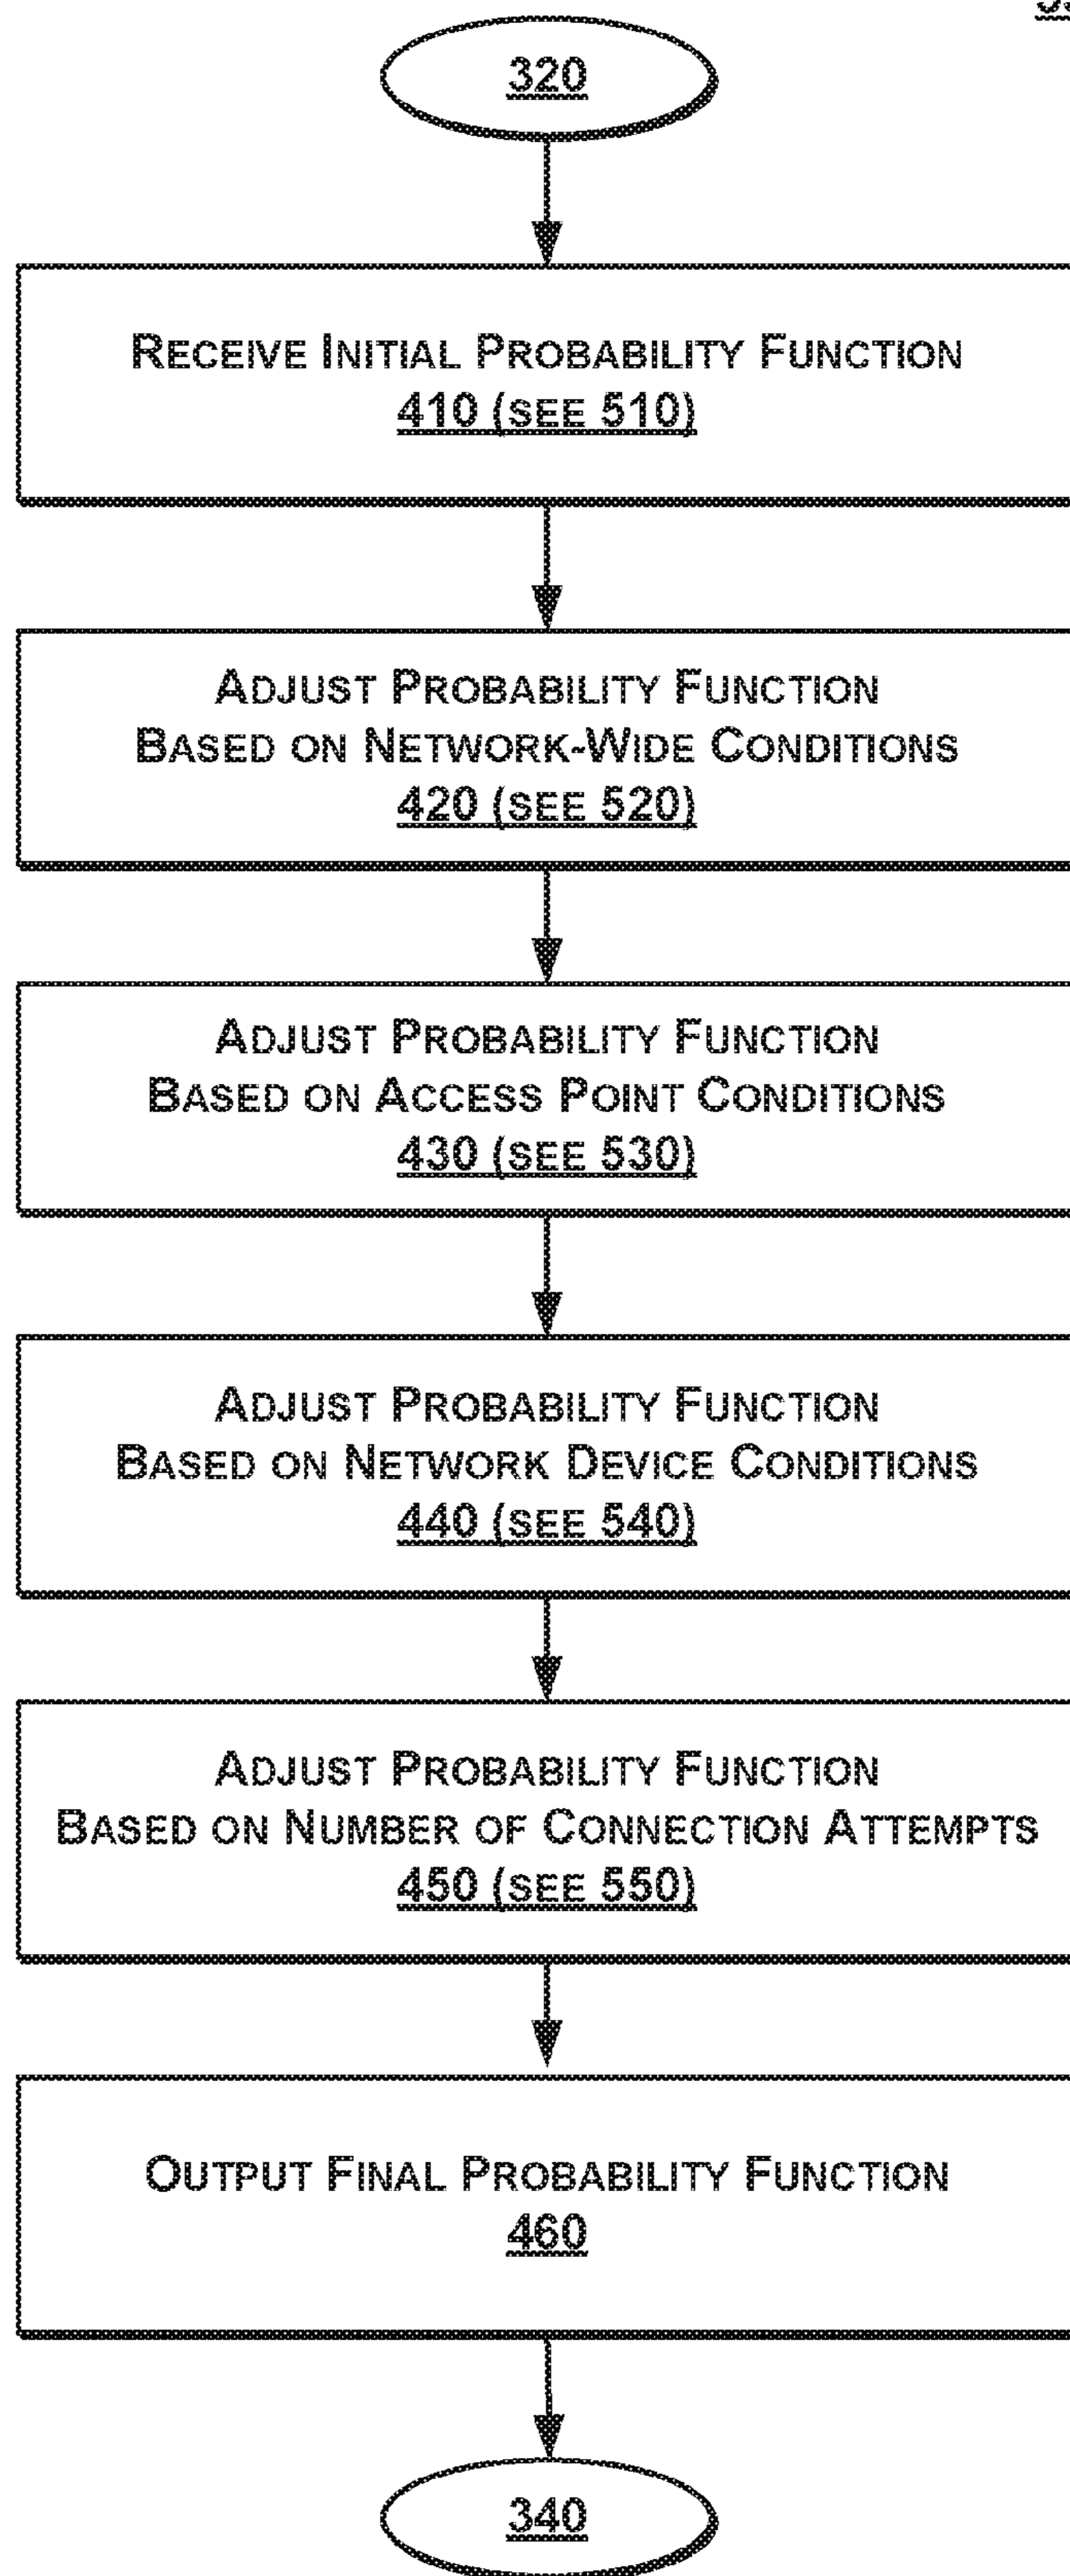 320
RECEIVE INITIAL PROBABILITY FUNCTION
410 (SEE 510)
ADJUST PROBABILITY FUNCTION
BASED ON NETWORK-WIDE CONDITIONS
420 (SEE 520)
ADJUST PROBABILITY FUNCTION
BASED ON ACCESS POINT CONDITIONS
430 (SEE 530)
ADJUST PROBABILITY FUNCTION
BASED ON NETWORK DEVICE CONDITIONS
440 (SEE 540)
ADJUST PROBABILITY FUNCTION
BASED ON NUMBER OF CONNECTION ATTEMPTS
450 (SEE 550)
OUTPUT FINAL PROBABILITY FUNCTION
460
340